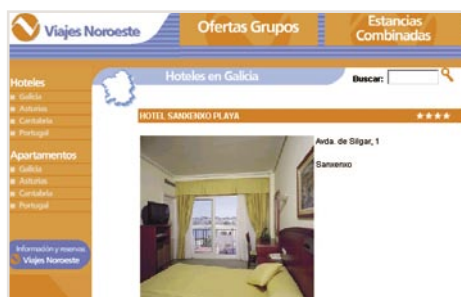 Viajes Noroeste
Ofertas Grupos
Estancias
Combinadas
Hoteles en Galicia
Buscar:
Hoteles
Galicia
Asturias
Cantabria
Portugal
HOTEL SANXENXO PLAYA ★★★★
Avda. de Silgar, 1
Sanxenxo
Apartamentos
Galicia
Asturias
Cantabria
Portugal
Información y reservas
Viajes Noroeste